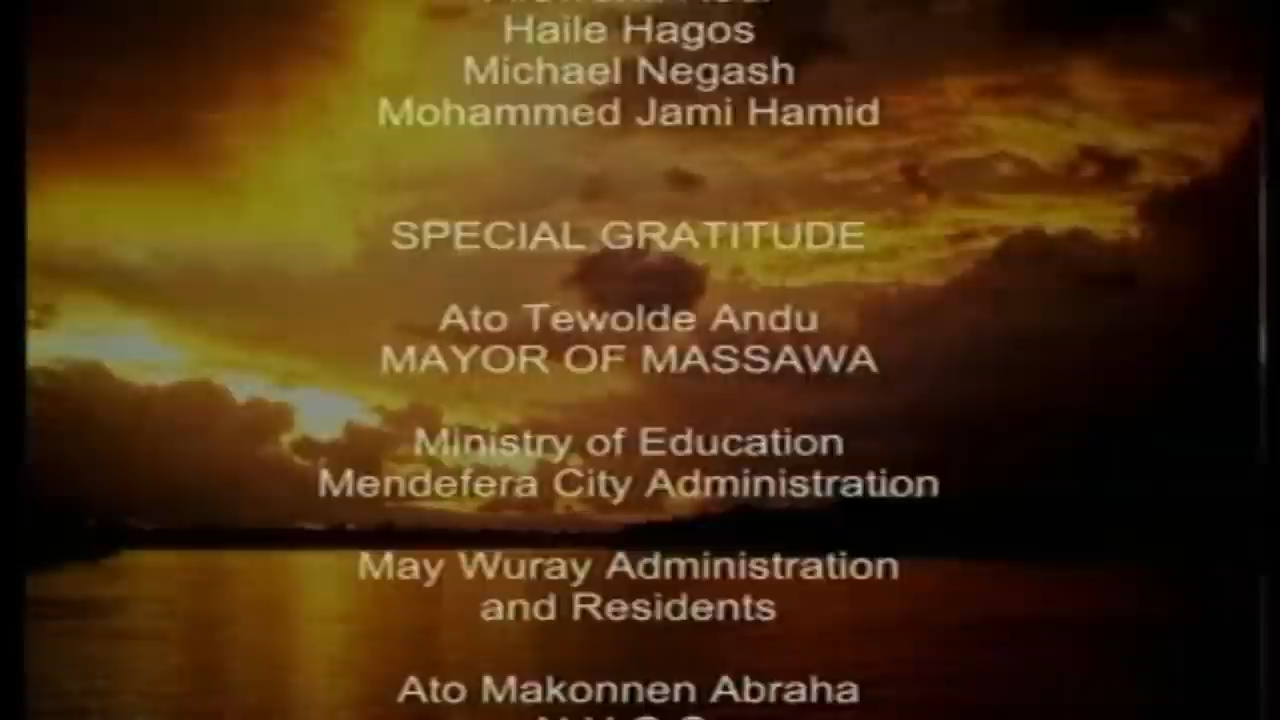 Haile Hagos
Michael Negash
Mohammed Jami Hamid
SPECIAL GRATITUDE
Ato Tewolde Andu
MAYOR OF MASSAWA
Ministry of Education
Mendefera City Administration
May Wuray Administration
and Residents
Ato Makonnen Abraha